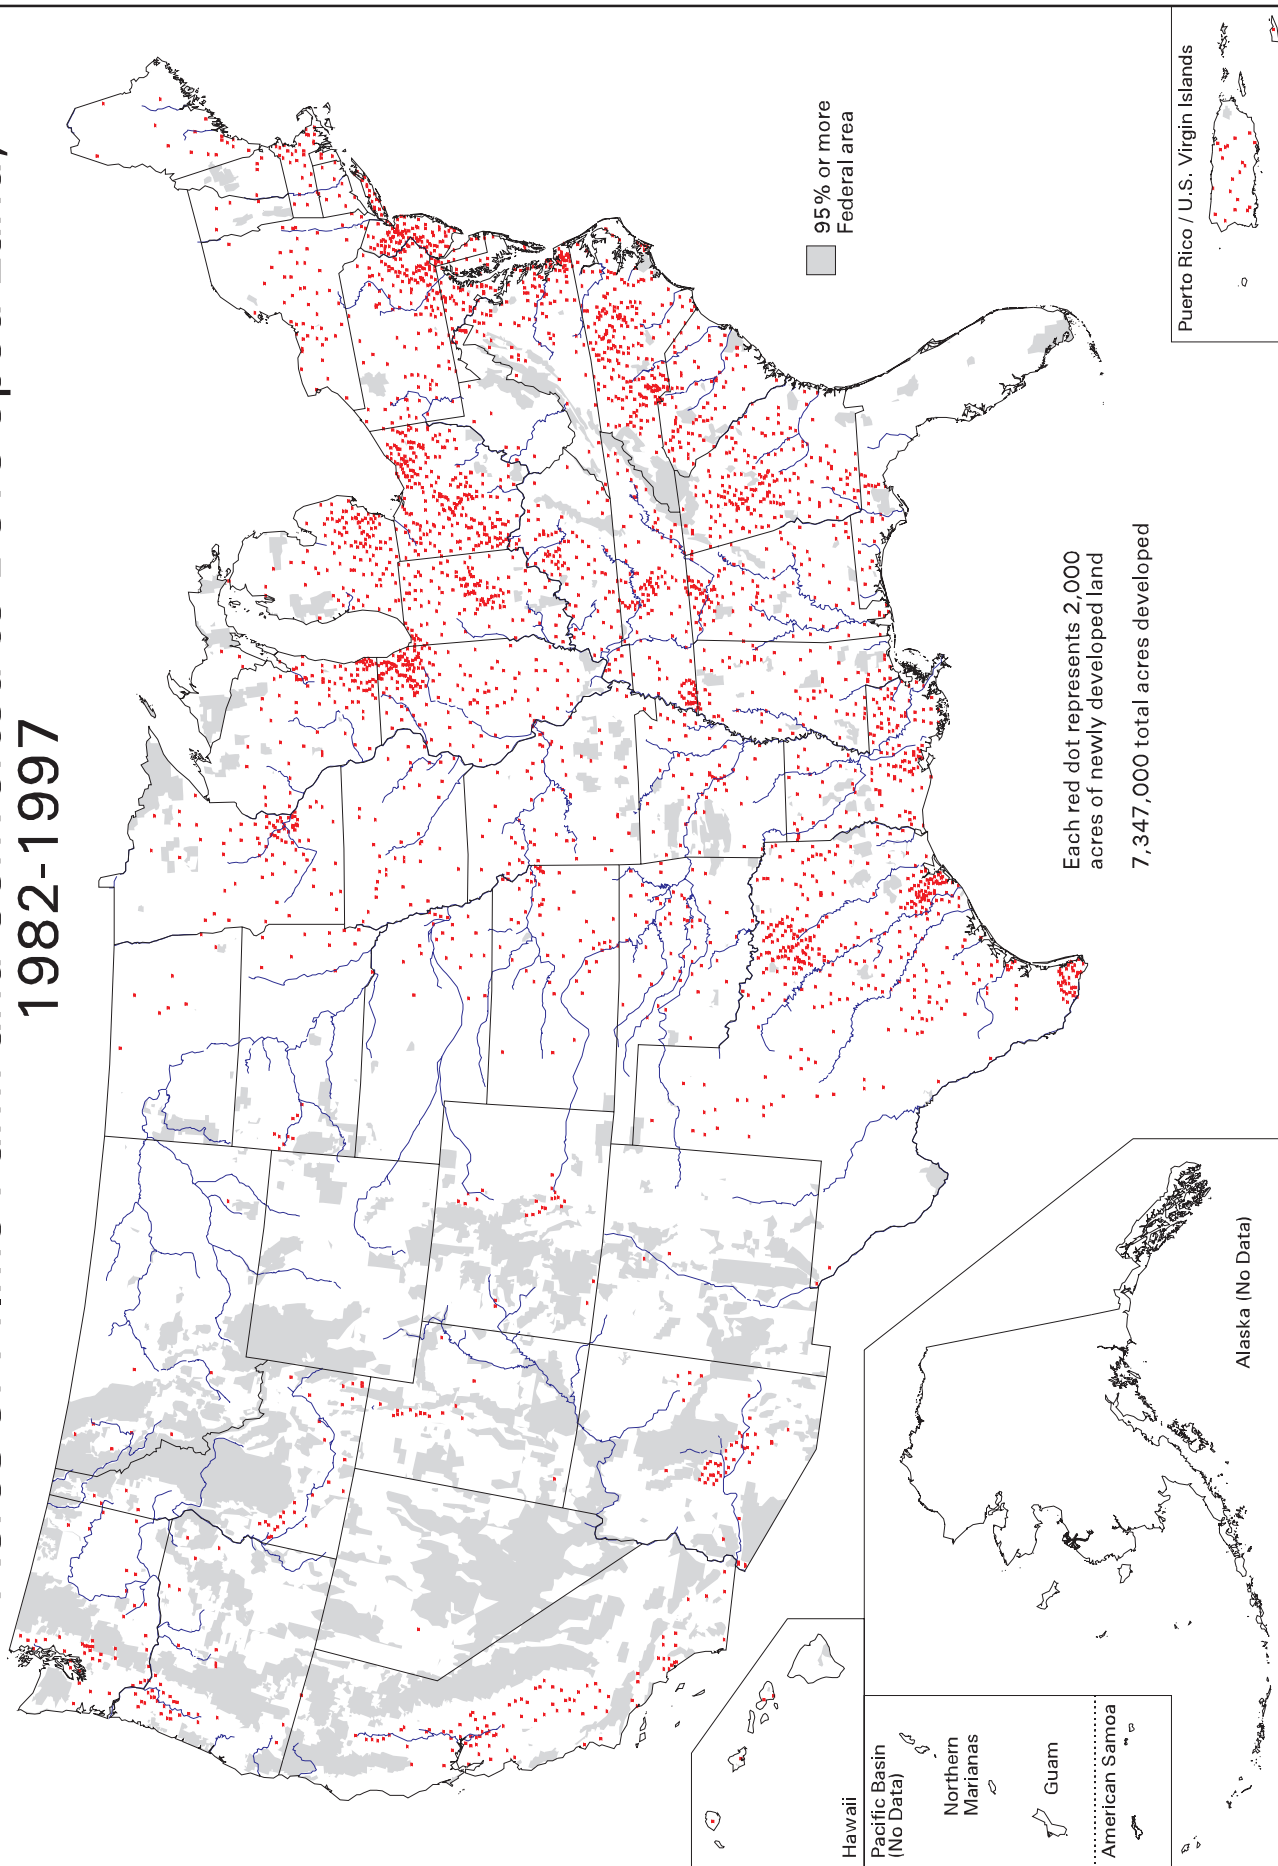 1982-1997
95% or more
Federal area
Each red dot represents 2,000
acres of newly developed land
7,347,000 total acres developed
Puerto Rico / U.S. Virgin Islands
Alaska (No Data)
Hawaii
Pacific Basin
(No Data)
Northern
Marianas
Guam
American Samoa